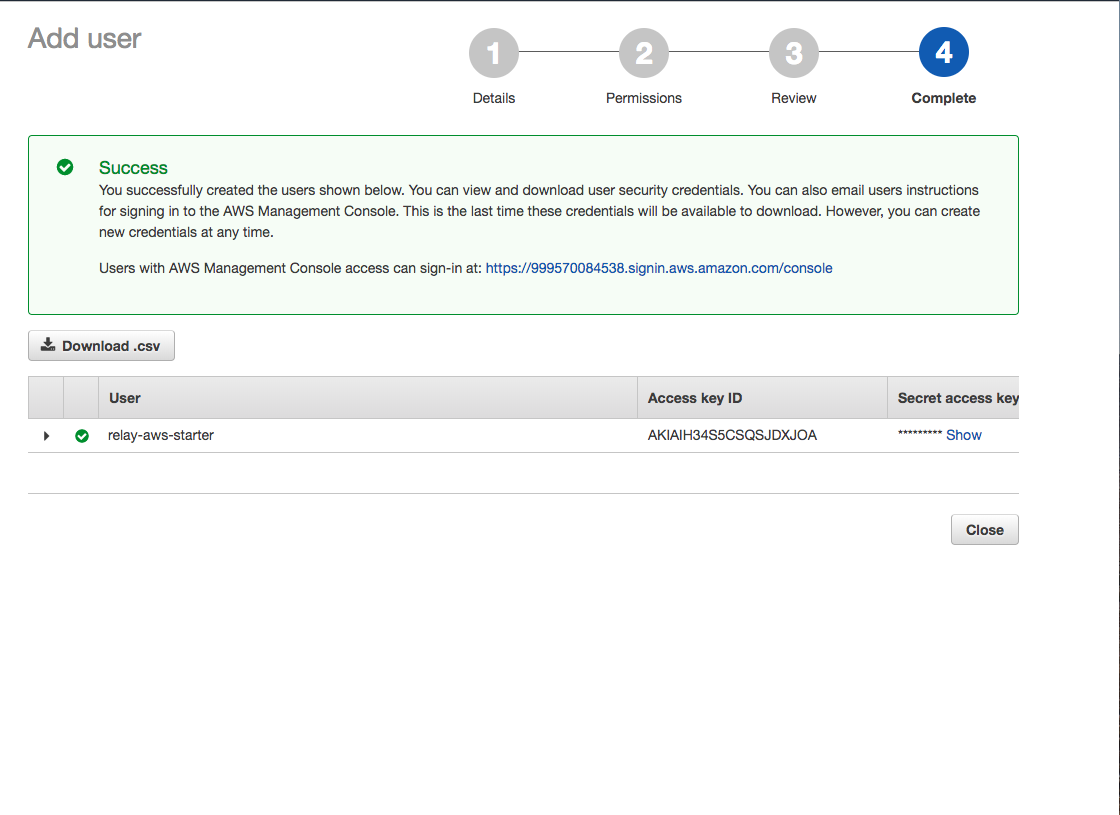 Add user
1
2
3
4
Details
Permissions
Review
Complete
Success
You successfully created the users shown below. You can view and download user security credentials. You can also email users instructions
for signing in to the AWS Management Console. This is the last time these credentials will be available to download. However, you can create
new credentials at any time.
Users with AWS Management Console access can sign-in at: https://999570084538.signin.aws.amazon.com/console
Download .csv
User
Access key ID
Secret access key
relay-aws-starter
AKIAIH34S5CSQSJDXJOA
********* Show
Close